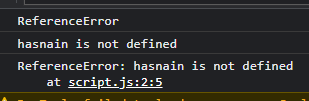 ReferenceError
hasnain is not defined
ReferenceError: hasnain is not defined
at script.js:2:5